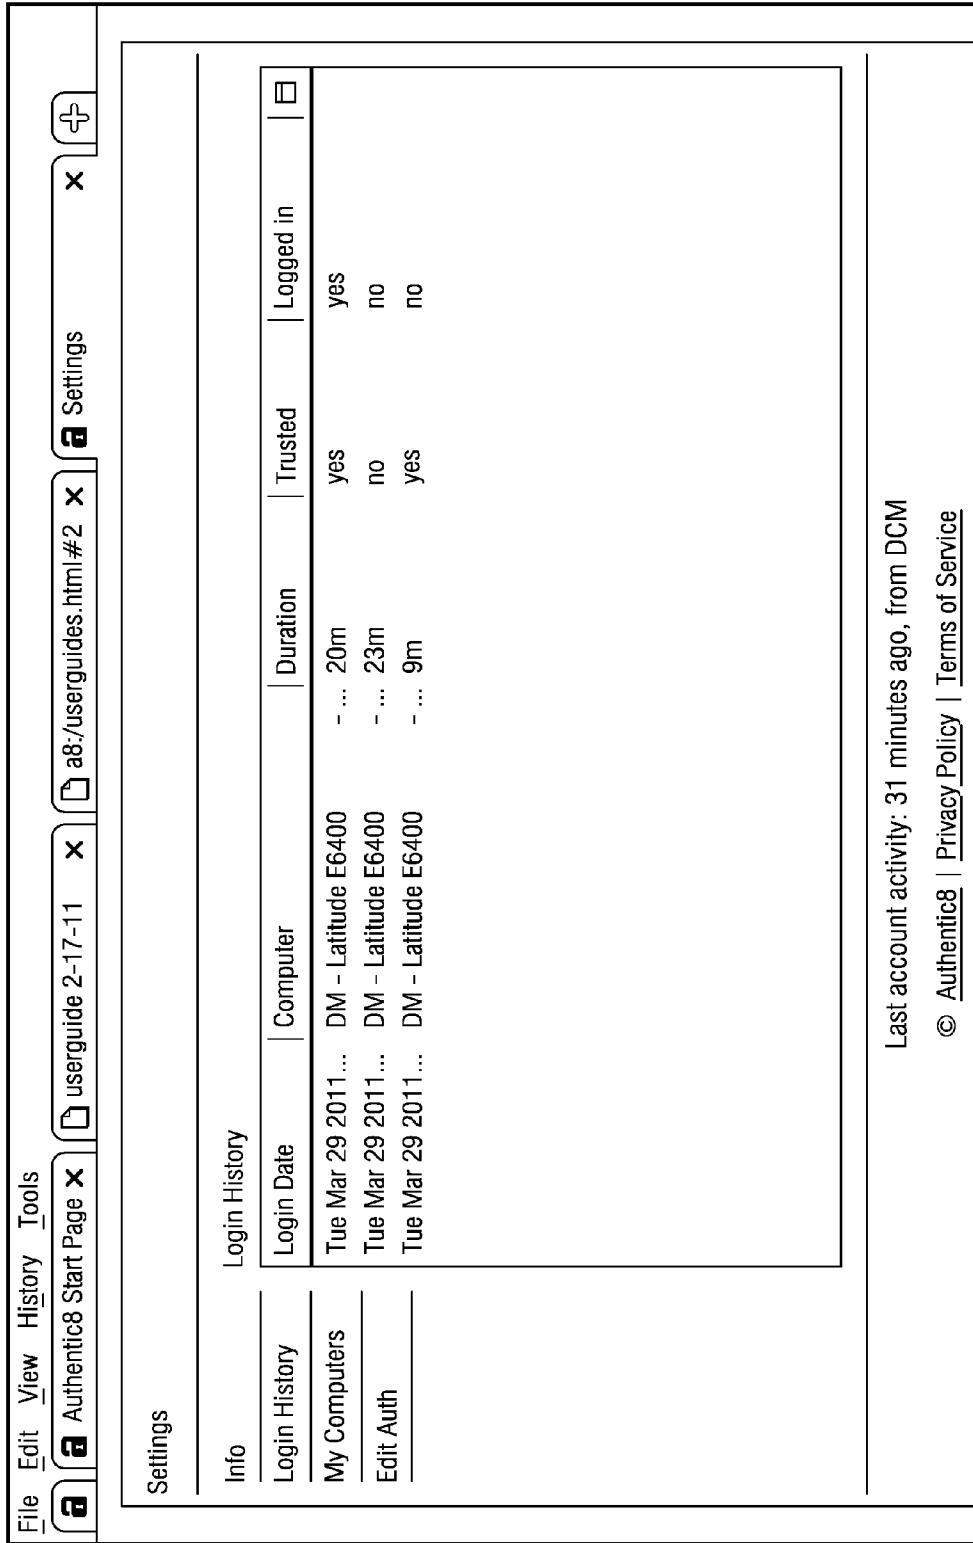 File Edit View History Tools
a Authentic8 Start Page X userguide 2-17-11 X a8:/userguides.html#2 X Settings X
Settings
Info Login History
Login History Login Date Computer Duration Trusted Logged in
My Computers Tue Mar 29 2011... DM - Latitude E6400 - ... 20m yes yes
Edit Auth Tue Mar 29 2011... DM - Latitude E6400 - ... 23m no no
Tue Mar 29 2011... DM - Latitude E6400 - ... 9m yes no
Last account activity: 31 minutes ago, from DCM
© Authentic8 | Privacy Policy | Terms of Service